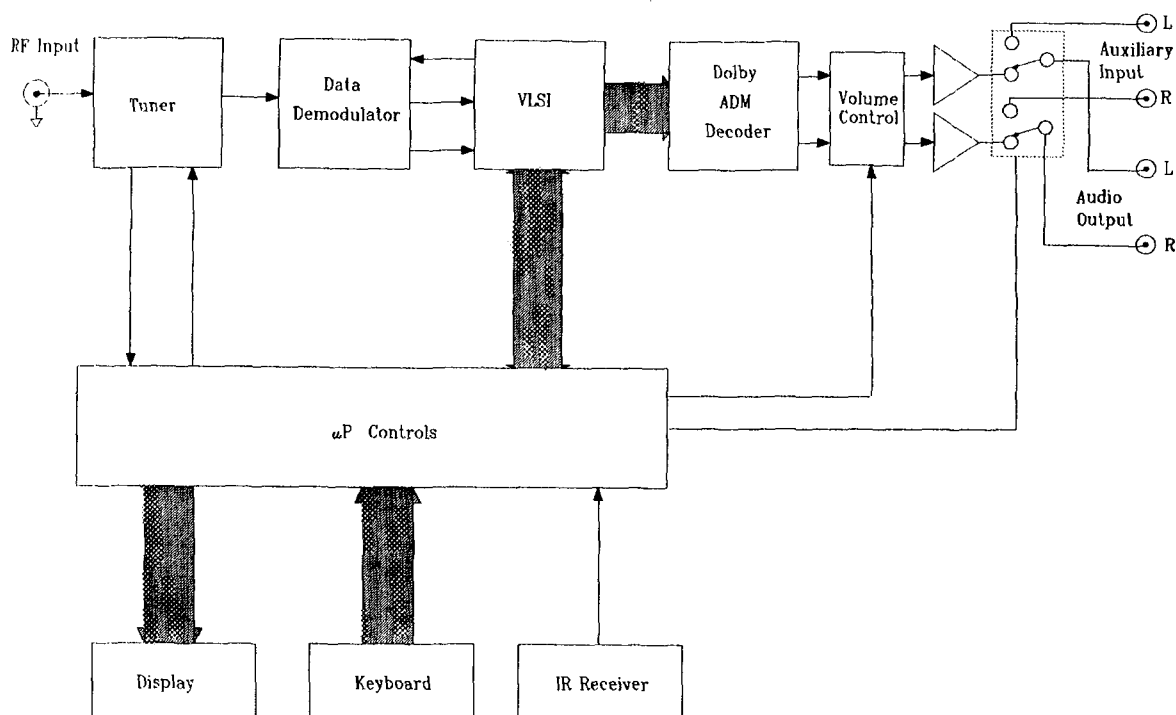 RF Input
Tuner
Data
Demodulator
VLSI
Dolby
ADM
Decoder
Volume
Control
L
Auxiliary
Input
R
L
Audio
Output
R
µP Controls
Display
Keyboard
IR Receiver